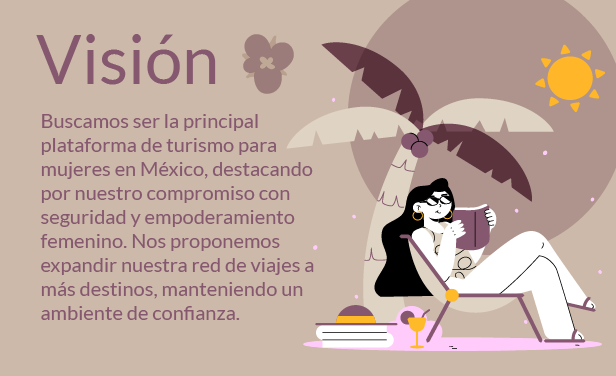 Visión
Buscamos ser la principal
plataforma de turismo para
mujeres en México, destacando
por nuestro compromiso con
seguridad y empoderamiento
femenino. Nos proponemos
expandir nuestra red de viajes a
más destinos, manteniendo un
ambiente de confianza.